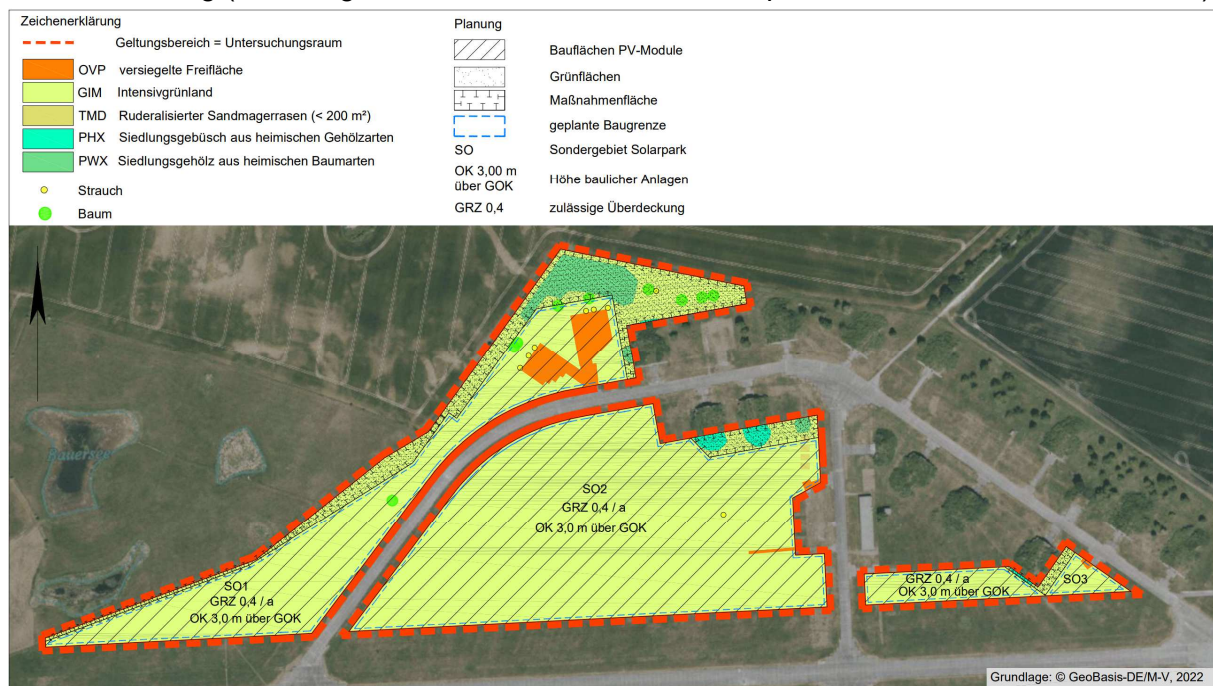 Zeichenerklärung
Geltungsbereich = Untersuchungsraum
OVP versiegelte Freifläche
GIM Intensivgrünland
TMD Ruderalisierter Sandmagerrasen (< 200 m²)
PHX Siedlungsgebüsch aus heimischen Gehölzarten
PWX Siedlungsgehölz aus heimischen Baumarten
Strauch
Baum
Planung
Bauflächen PV-Module
Grünflächen
Maßnahmenfläche
geplante Baugrenze
SO Sondergebiet Solarpark
OK 3,00 m
über GOK Höhe baulicher Anlagen
GRZ 0,4 zulässige Überdeckung
Bauersee
SO2
GRZ 0,4 / a
OK 3,0 m über GOK
SO1
GRZ 0,4 / a
OK 3,0 m über GOK
GRZ 0,4 / a
OK 3,0 m über GOK
SO3
Grundlage: © GeoBasis-DE/M-V, 2022